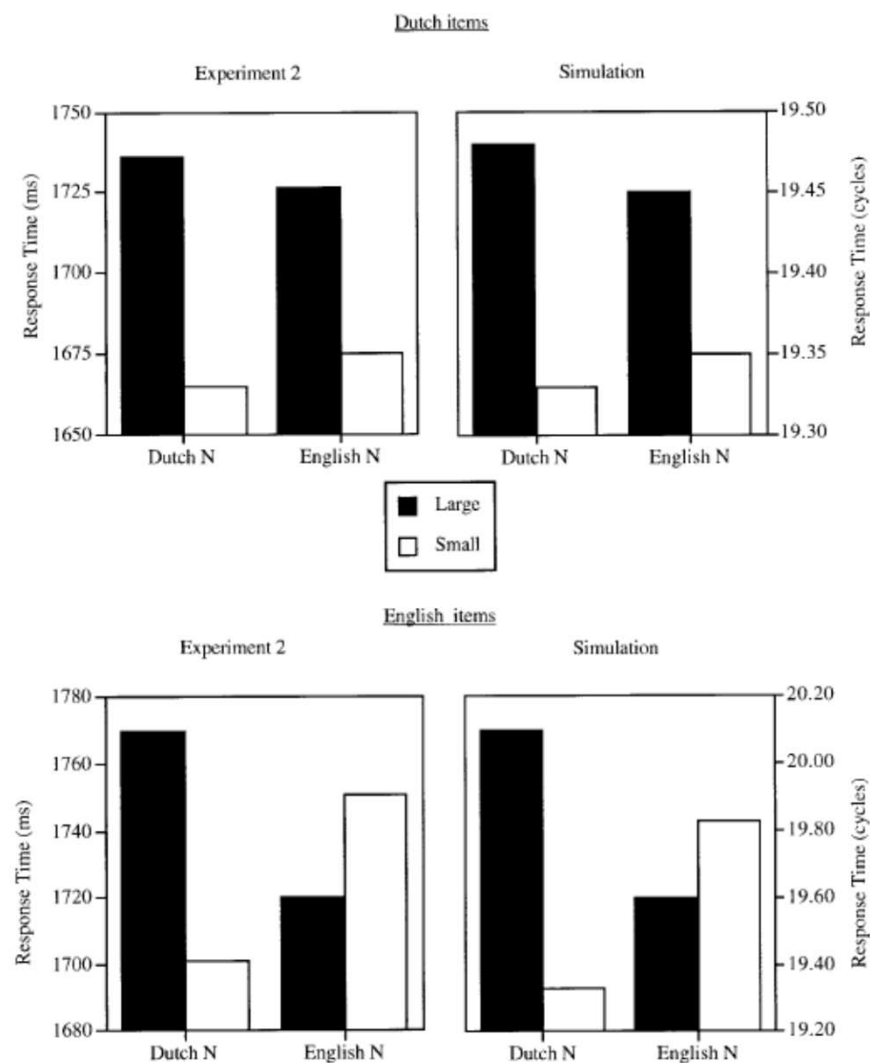 Dutch items
Experiment 2
Simulation
1750
1725
1700
1675
1650
Response Time (ms)
Dutch N
English N
19.50
19.45
19.40
19.35
19.30
Response Time (cycles)
Dutch N
English N
Large
Small
English items
Experiment 2
Simulation
1780
1760
1740
1720
1700
1680
Response Time (ms)
Dutch N
English N
20.20
20.00
19.80
19.60
19.40
19.20
Response Time (cycles)
Dutch N
English N